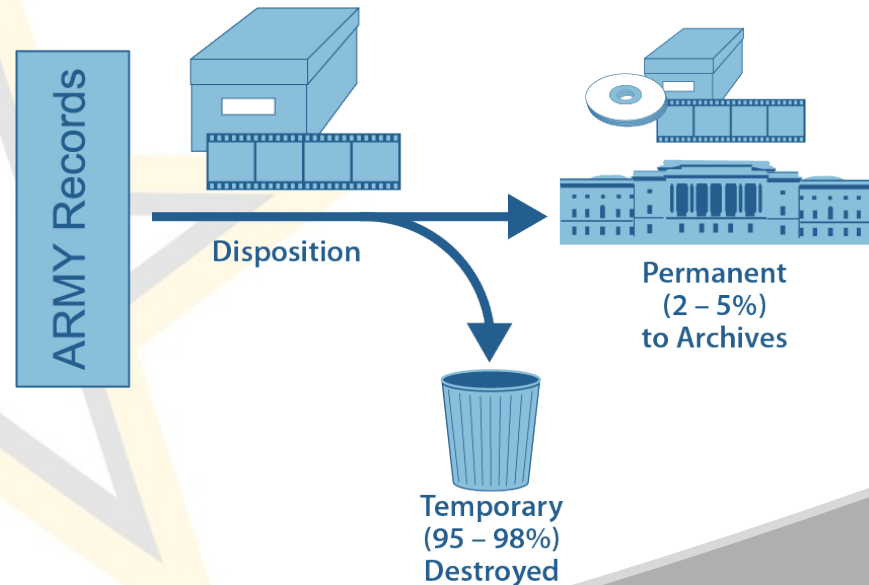 ARMY Records
Disposition
Permanent
(2 – 5%)
to Archives
Temporary
(95 – 98%)
Destroyed